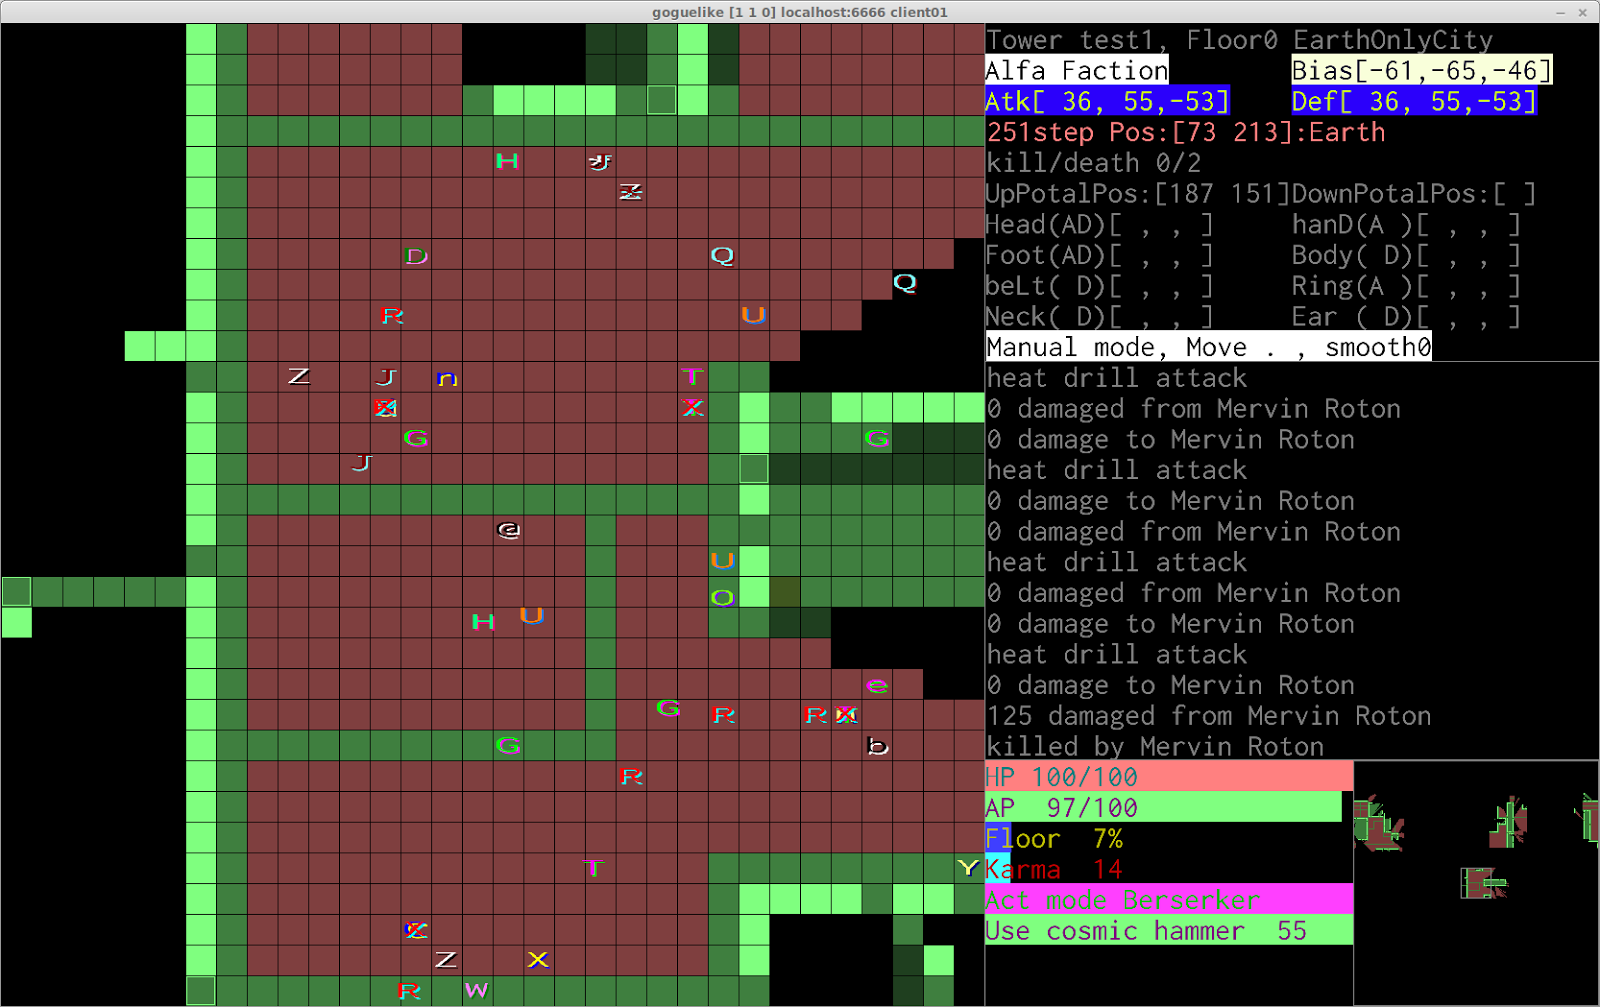 goguelike [1 1 0] localhost:6666 client01
Tower test1, Floor0 EarthOnlyCity
Alfa Faction Bias[-61,-65,-46]
Atk[ 36, 55,-53] Def[ 36, 55,-53]
251step Pos:[73 213]:Earth
kill/death 0/2
UpPotalPos:[187 151]DownPotalPos:[ ]
Head(AD)[ , , ] hanD(A )[ , , ]
Foot(AD)[ , , ] Body( D)[ , , ]
beLt( D)[ , , ] Ring(A )[ , , ]
Neck( D)[ , , ] Ear ( D)[ , , ]
Manual mode, Move . , smooth0
heat drill attack
0 damaged from Mervin Roton
0 damage to Mervin Roton
heat drill attack
0 damage to Mervin Roton
0 damaged from Mervin Roton
heat drill attack
0 damaged from Mervin Roton
0 damage to Mervin Roton
heat drill attack
0 damage to Mervin Roton
125 damaged from Mervin Roton
killed by Mervin Roton
HP 100/100
AP 97/100
Floor 7%
Karma 14
Act mode Berserker
Use cosmic hammer 55
H
Z
D Q
Q
R U
Z J n T
X
G G
J
@
U
O
H U
e
G R R
G b
R
T Y
Z X
R W